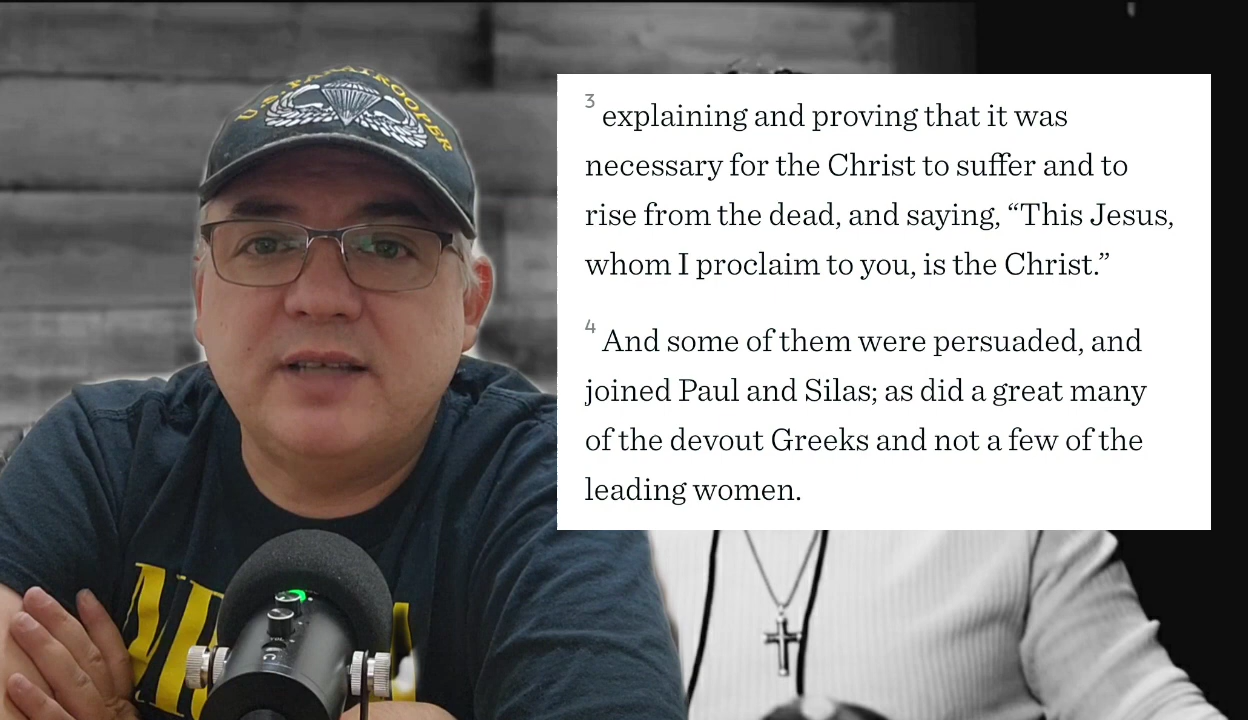 U.S. PARATROOPER
3 explaining and proving that it was
necessary for the Christ to suffer and to
rise from the dead, and saying, “This Jesus,
whom I proclaim to you, is the Christ.”
4 And some of them were persuaded, and
joined Paul and Silas; as did a great many
of the devout Greeks and not a few of the
leading women.